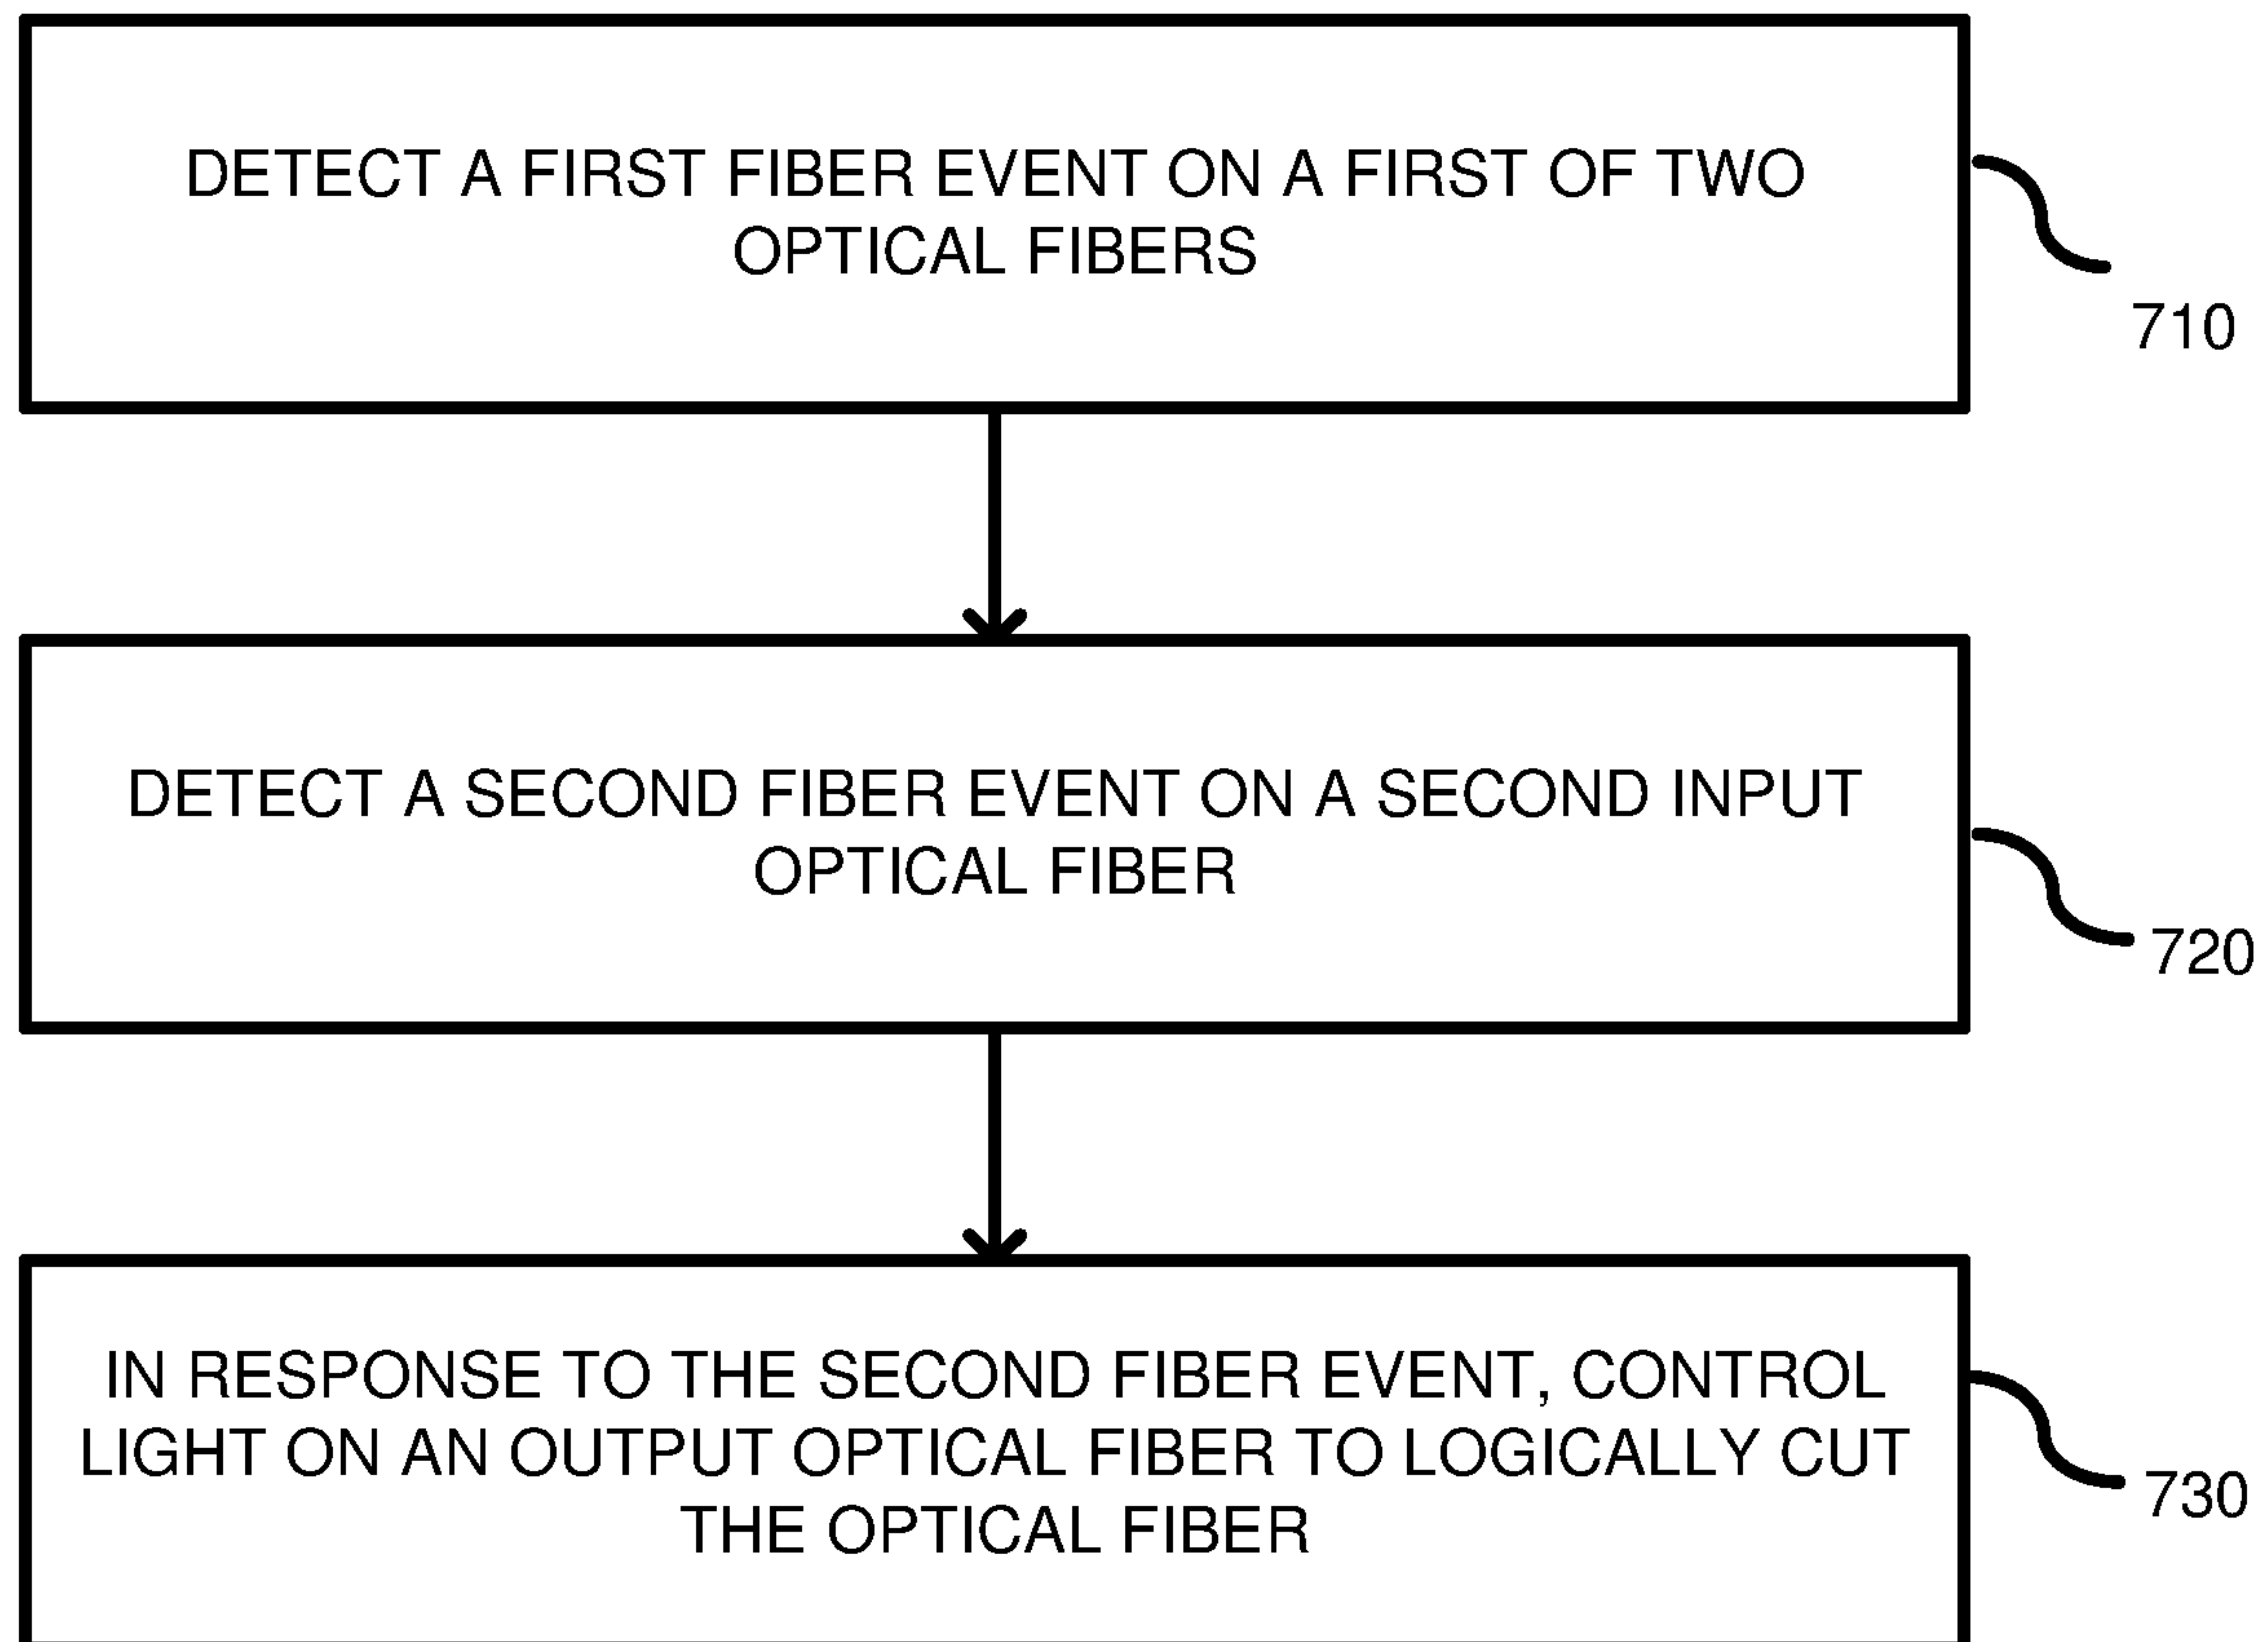 DETECT A FIRST FIBER EVENT ON A FIRST OF TWO
OPTICAL FIBERS
710
DETECT A SECOND FIBER EVENT ON A SECOND INPUT
OPTICAL FIBER
720
IN RESPONSE TO THE SECOND FIBER EVENT, CONTROL
LIGHT ON AN OUTPUT OPTICAL FIBER TO LOGICALLY CUT
THE OPTICAL FIBER
730